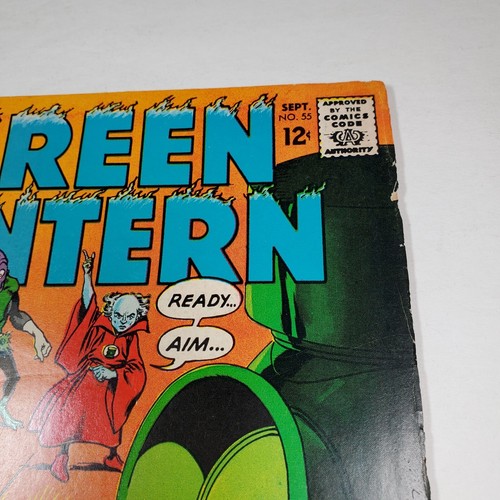 REEN
NTERN
SEPT.
NO. 55
12¢
APPROVED
BY THE
COMICS
CODE
CA
AUTHORITY
READY...
AIM...